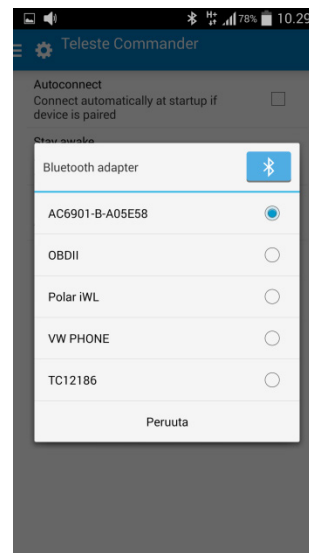 H+ 78% 10.29
Teleste Commander
Autoconnect
Connect automatically at startup if
device is paired
Stay awake
Bluetooth adapter
AC6901-B-A05E58
OBDII
Polar iWL
VW PHONE
TC12186
Peruuta